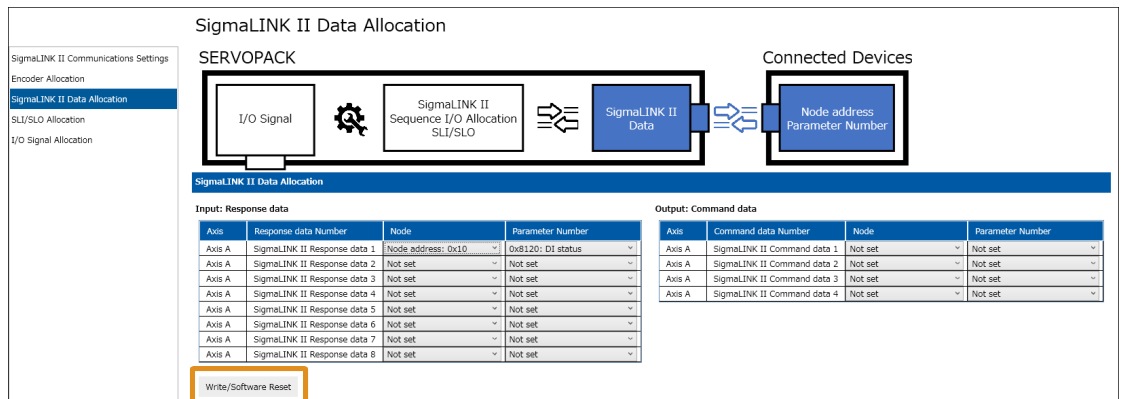 SigmaLINK II Data Allocation
SigmaLINK II Communications Settings
Encoder Allocation
SigmaLINK II Data Allocation
SLI/SLO Allocation
I/O Signal Allocation
SERVOPACK
Connected Devices
I/O Signal
SigmaLINK II
Sequence I/O Allocation
SLI/SLO
SigmaLINK II
Data
Node address
Parameter Number
SigmaLINK II Data Allocation
Input: Response data
Axis Response data Number Node Parameter Number
Axis A SigmaLINK II Response data 1 Node address: 0x10 0x8120: DI status
Axis A SigmaLINK II Response data 2 Not set Not set
Axis A SigmaLINK II Response data 3 Not set Not set
Axis A SigmaLINK II Response data 4 Not set Not set
Axis A SigmaLINK II Response data 5 Not set Not set
Axis A SigmaLINK II Response data 6 Not set Not set
Axis A SigmaLINK II Response data 7 Not set Not set
Axis A SigmaLINK II Response data 8 Not set Not set
Output: Command data
Axis Command data Number Node Parameter Number
Axis A SigmaLINK II Command data 1 Not set Not set
Axis A SigmaLINK II Command data 2 Not set Not set
Axis A SigmaLINK II Command data 3 Not set Not set
Axis A SigmaLINK II Command data 4 Not set Not set
Write/Software Reset